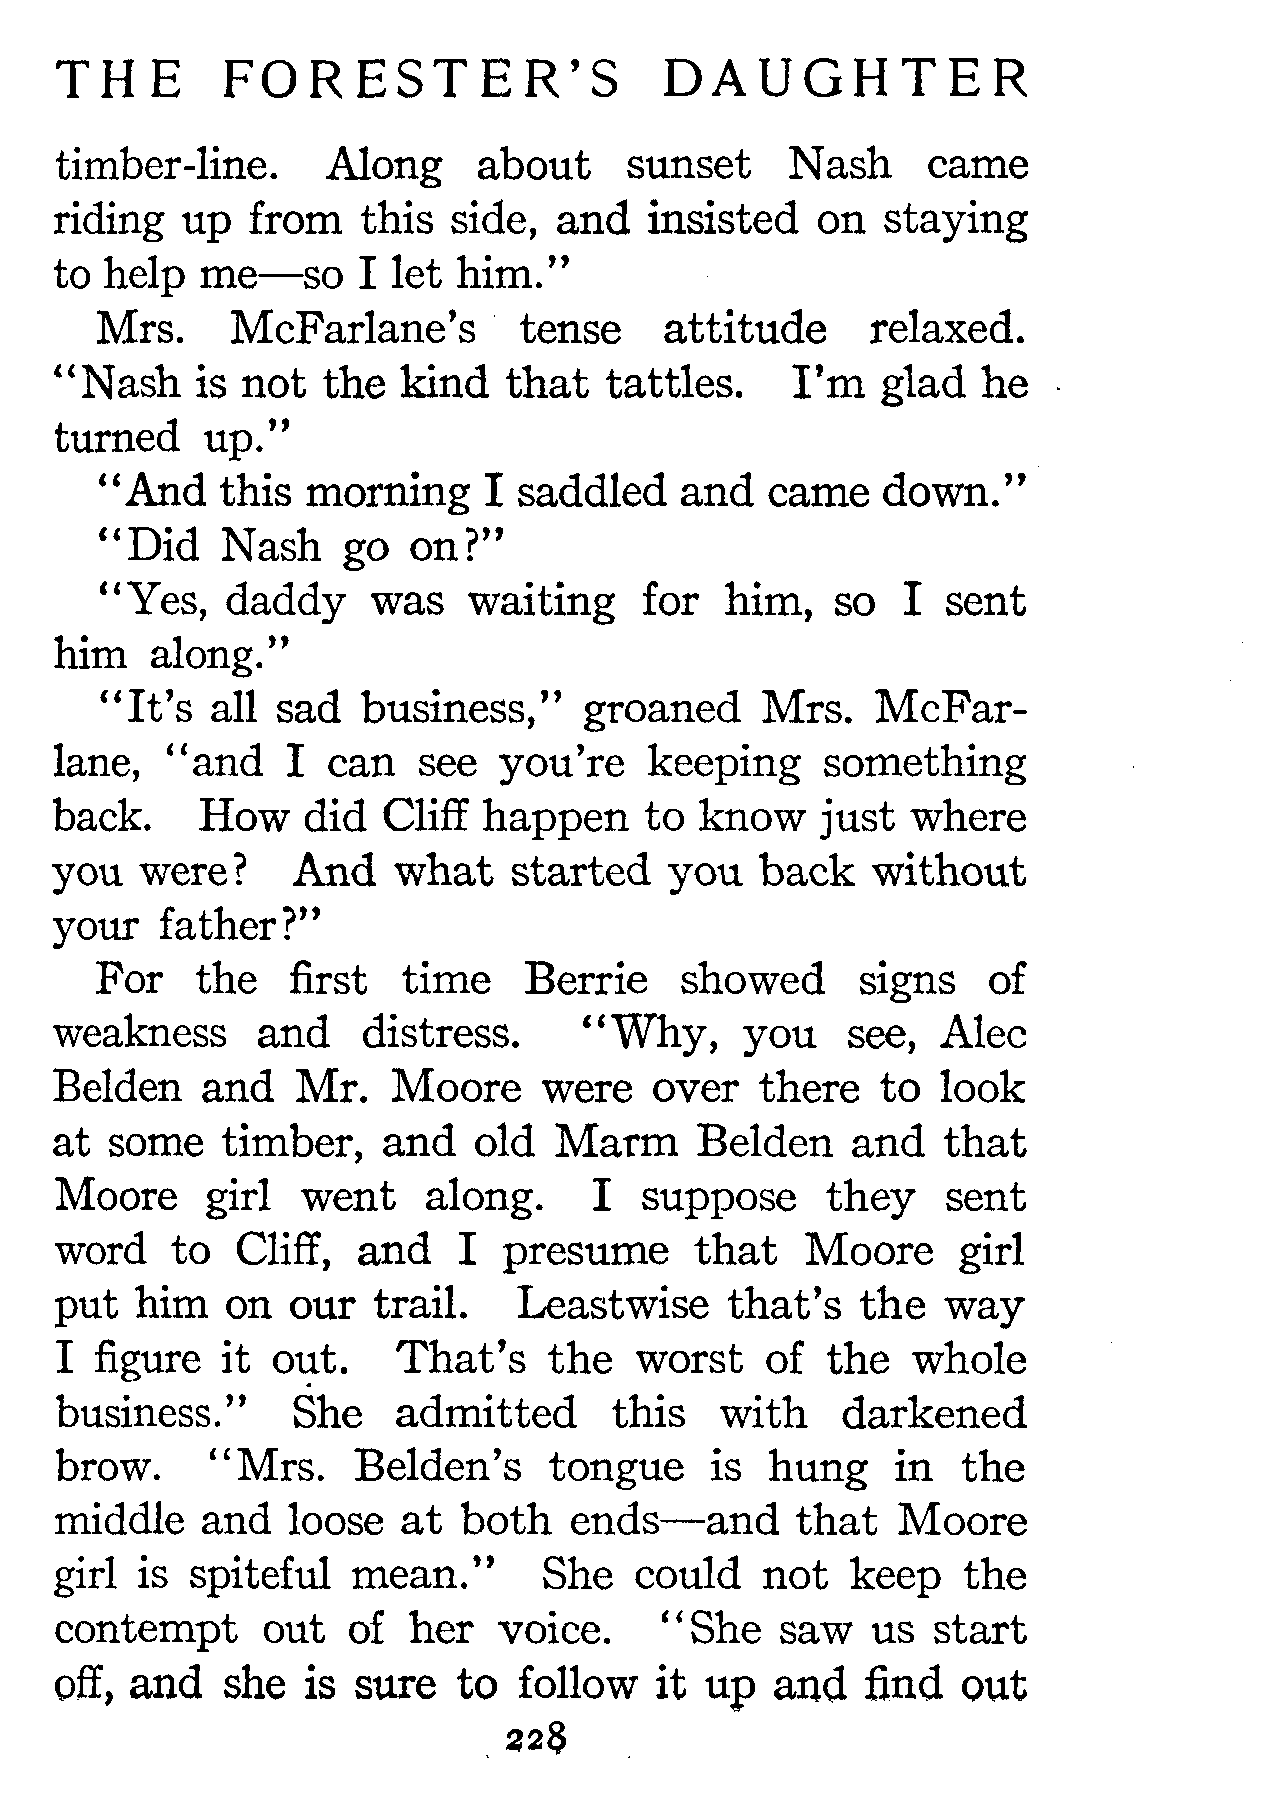 THE FORESTER'S DAUGHTER
timber-line. Along about sunset Nash came
riding up from this side, and insisted on staying
to help me—so I let him."
Mrs. McFarlane's tense attitude relaxed.
"Nash is not the kind that tattles. I'm glad he
turned up."
"And this morning I saddled and came down."
"Did Nash go on?"
"Yes, daddy was waiting for him, so I sent
him along."
"It's all sad business," groaned Mrs. McFar-
lane, "and I can see you're keeping something
back. How did Cliff happen to know just where
you were? And what started you back without
your father?"
For the first time Berrie showed signs of
weakness and distress. "Why, you see, Alec
Belden and Mr. Moore were over there to look
at some timber, and old Marm Belden and that
Moore girl went along. I suppose they sent
word to Cliff, and I presume that Moore girl
put him on our trail. Leastwise that's the way
I figure it out. That's the worst of the whole
business." She admitted this with darkened
brow. "Mrs. Belden's tongue is hung in the
middle and loose at both ends—and that Moore
girl is spiteful mean." She could not keep the
contempt out of her voice. "She saw us start
off, and she is sure to follow it up and find out
228